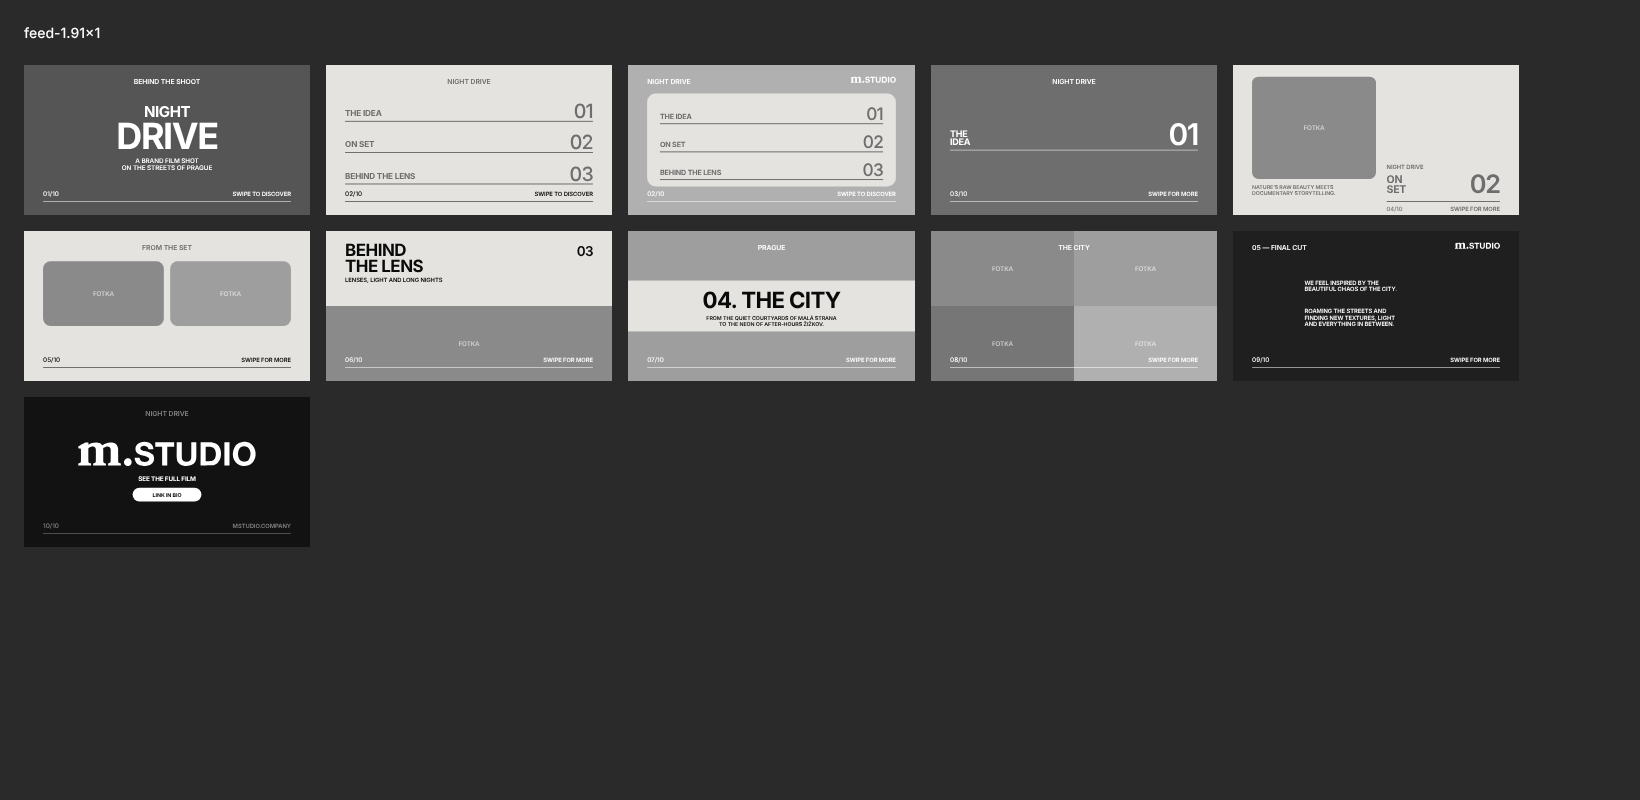 feed-1.91×1
BEHIND THE SHOOT
NIGHT
DRIVE
A BRAND FILM SHOT
ON THE STREETS OF PRAGUE
01/10
SWIPE TO DISCOVER
NIGHT DRIVE
THE IDEA
01
ON SET
02
BEHIND THE LENS
03
02/10
SWIPE TO DISCOVER
NIGHT DRIVE
m.STUDIO
THE IDEA
01
ON SET
02
BEHIND THE LENS
03
02/10
SWIPE TO DISCOVER
NIGHT DRIVE
THE
IDEA
01
03/10
SWIPE FOR MORE
FOTKA
NATURE'S RAW BEAUTY MEETS
DOCUMENTARY STORYTELLING.
NIGHT DRIVE
ON
SET
02
04/10
SWIPE FOR MORE
FROM THE SET
FOTKA
FOTKA
05/10
SWIPE FOR MORE
BEHIND
THE LENS
03
LENSES, LIGHT AND LONG NIGHTS
FOTKA
06/10
SWIPE FOR MORE
PRAGUE
04. THE CITY
FROM THE QUIET COURTYARDS OF MALÁ STRANA
TO THE NEON OF AFTER-HOURS ŽIŽKOV.
07/10
SWIPE FOR MORE
THE CITY
FOTKA
FOTKA
FOTKA
FOTKA
08/10
SWIPE FOR MORE
05 — FINAL CUT
m.STUDIO
WE FEEL INSPIRED BY THE
BEAUTIFUL CHAOS OF THE CITY.
ROAMING THE STREETS AND
FINDING NEW TEXTURES, LIGHT
AND EVERYTHING IN BETWEEN.
09/10
SWIPE FOR MORE
NIGHT DRIVE
m.STUDIO
SEE THE FULL FILM
LINK IN BIO
10/10
MSTUDIO.COMPANY